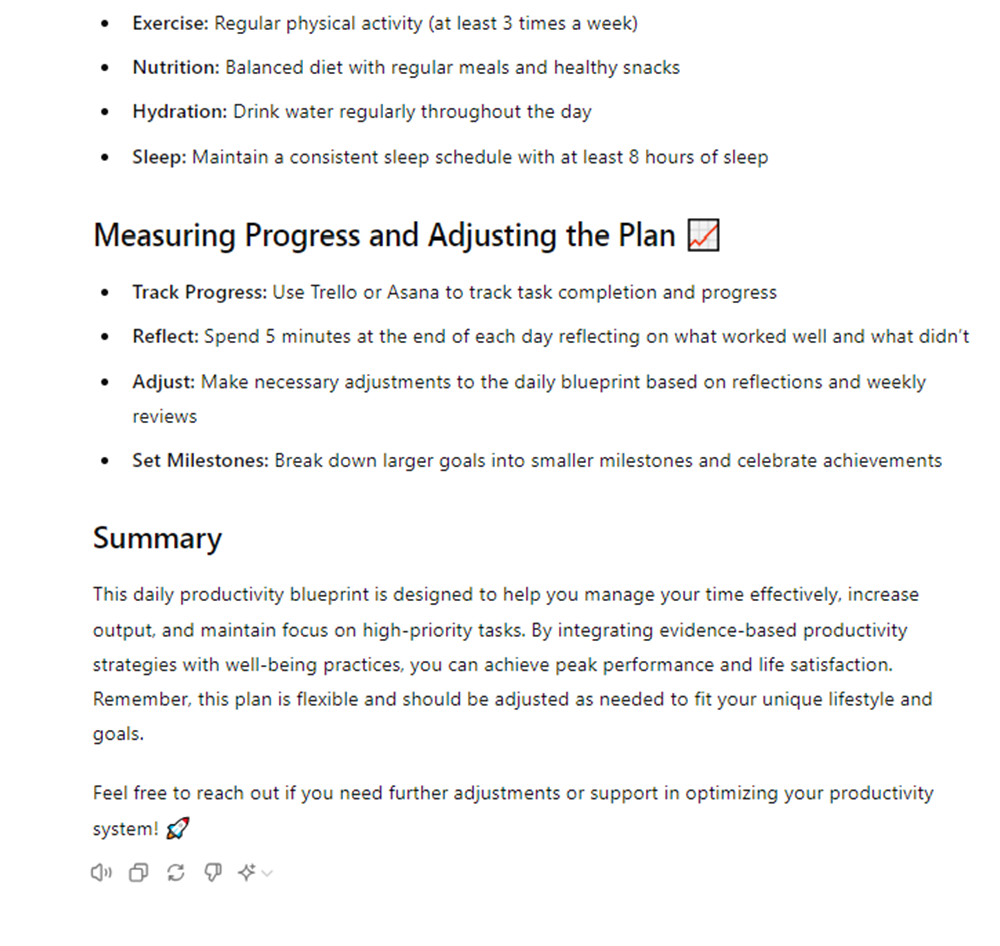 Exercise: Regular physical activity (at least 3 times a week)
Nutrition: Balanced diet with regular meals and healthy snacks
Hydration: Drink water regularly throughout the day
Sleep: Maintain a consistent sleep schedule with at least 8 hours of sleep
Measuring Progress and Adjusting the Plan 📈
Track Progress: Use Trello or Asana to track task completion and progress
Reflect: Spend 5 minutes at the end of each day reflecting on what worked well and what didn't
Adjust: Make necessary adjustments to the daily blueprint based on reflections and weekly
reviews
Set Milestones: Break down larger goals into smaller milestones and celebrate achievements
Summary
This daily productivity blueprint is designed to help you manage your time effectively, increase
output, and maintain focus on high-priority tasks. By integrating evidence-based productivity
strategies with well-being practices, you can achieve peak performance and life satisfaction.
Remember, this plan is flexible and should be adjusted as needed to fit your unique lifestyle and
goals.
Feel free to reach out if you need further adjustments or support in optimizing your productivity
system! 🚀